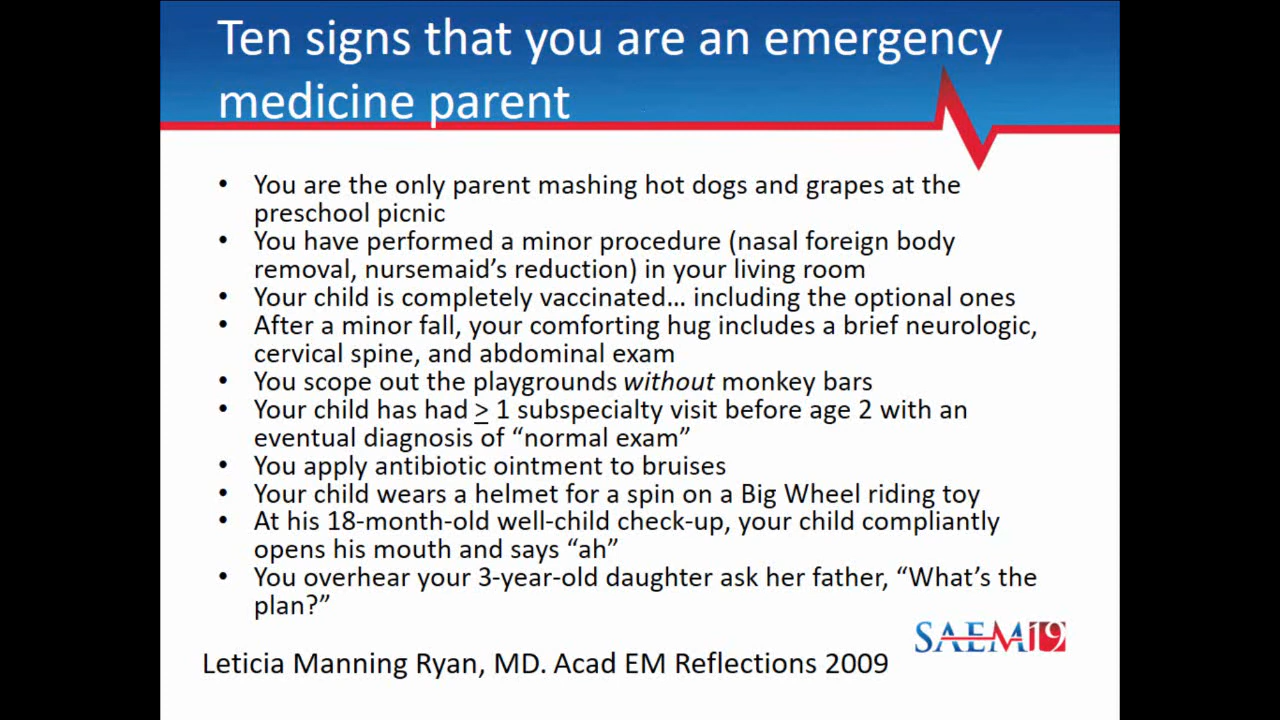 Ten signs that you are an emergency
medicine parent
• You are the only parent mashing hot dogs and grapes at the
preschool picnic
• You have performed a minor procedure (nasal foreign body
removal, nursemaid’s reduction) in your living room
• Your child is completely vaccinated… including the optional ones
• After a minor fall, your comforting hug includes a brief neurologic,
cervical spine, and abdominal exam
• You scope out the playgrounds without monkey bars
• Your child has had > 1 subspecialty visit before age 2 with an
eventual diagnosis of “normal exam”
• You apply antibiotic ointment to bruises
• Your child wears a helmet for a spin on a Big Wheel riding toy
• At his 18-month-old well-child check-up, your child compliantly
opens his mouth and says “ah”
• You overhear your 3-year-old daughter ask her father, “What’s the
plan?”
SAEM19
Leticia Manning Ryan, MD. Acad EM Reflections 2009